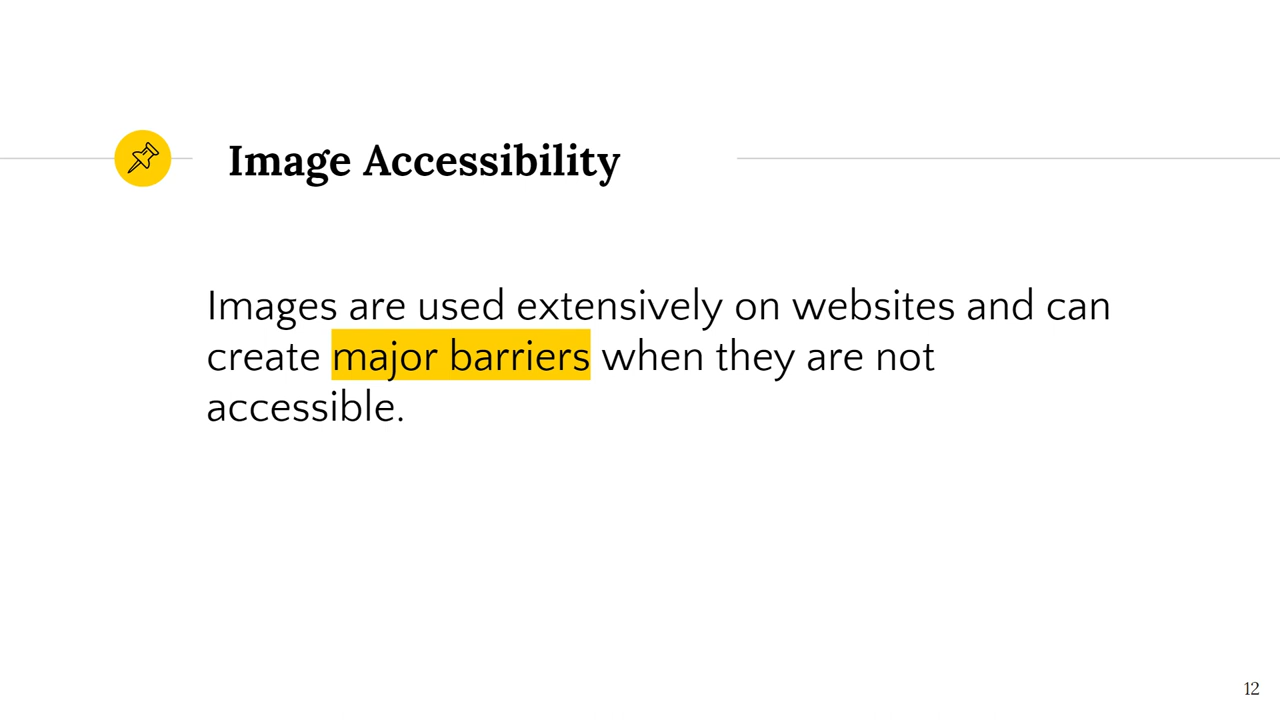 Image Accessibility
Images are used extensively on websites and can
create major barriers when they are not
accessible.
12